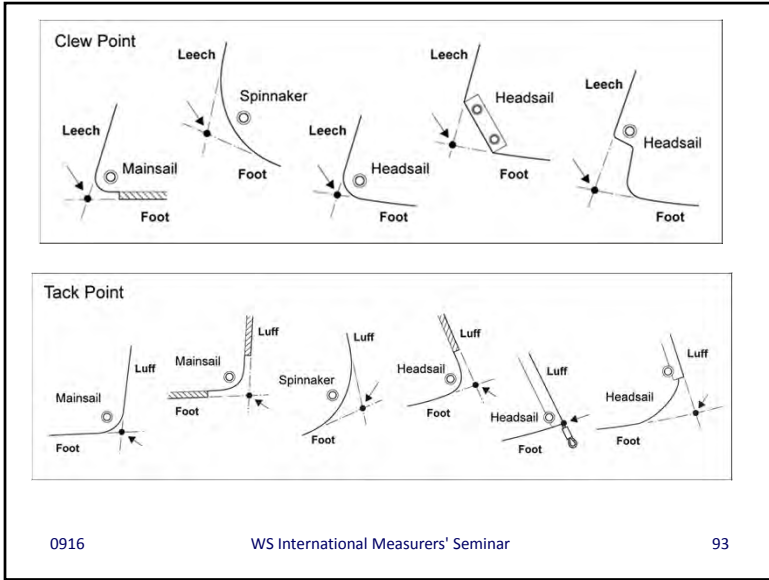 Clew Point
Leech
Mainsail
Foot
Leech
Spinnaker
Foot
Leech
Headsail
Foot
Leech
Headsail
Foot
Leech
Headsail
Foot
Tack Point
Mainsail
Luff
Foot
Mainsail
Luff
Foot
Spinnaker
Luff
Foot
Headsail
Luff
Foot
Headsail
Luff
Foot
Headsail
Luff
Foot
0916 WS International Measurers' Seminar 93